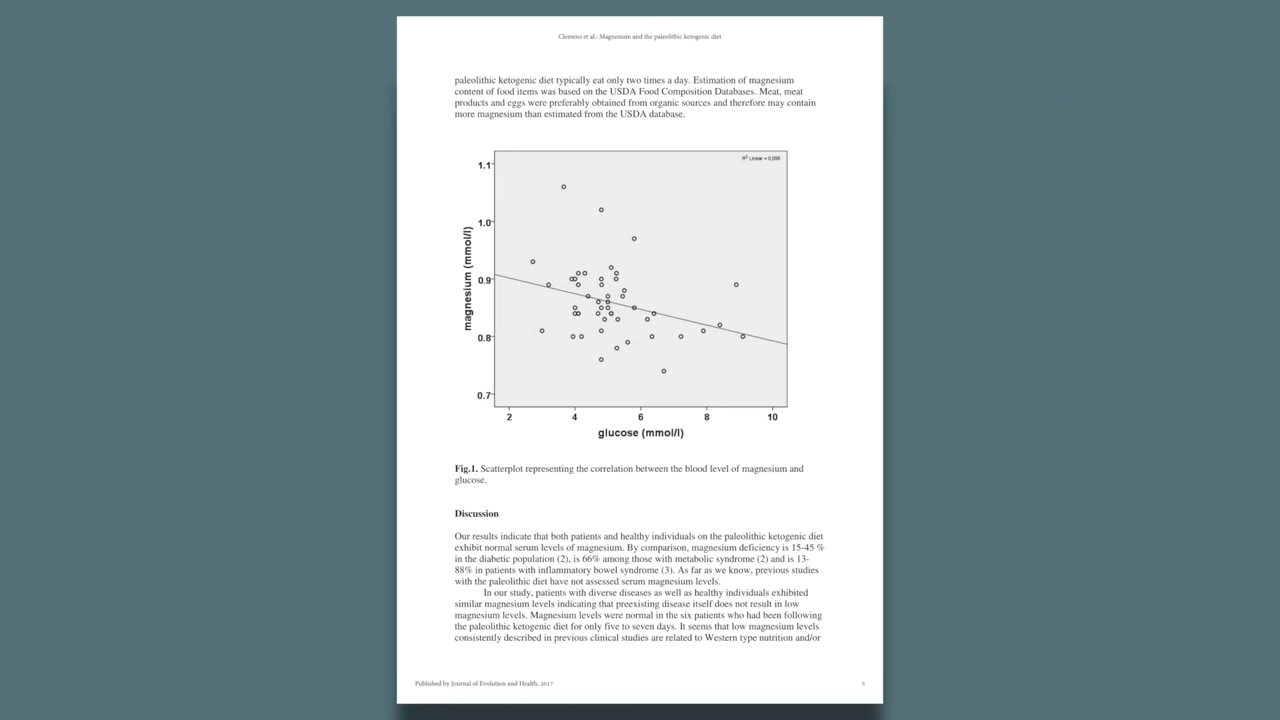 Clemens et al.: Magnesium and the paleolithic ketogenic diet
paleolithic ketogenic diet typically eat only two times a day. Estimation of magnesium
content of food items was based on the USDA Food Composition Databases. Meat, meat
products and eggs were preferably obtained from organic sources and therefore may contain
more magnesium than estimated from the USDA database.
R² Linear = 0,099
1.1
1.0
0.9
0.8
0.7
magnesium (mmol/l)
2 4 6 8 10
glucose (mmol/l)
Fig.1. Scatterplot representing the correlation between the blood level of magnesium and
glucose.
Discussion
Our results indicate that both patients and healthy individuals on the paleolithic ketogenic diet
exhibit normal serum levels of magnesium. By comparison, magnesium deficiency is 15-45 %
in the diabetic population (2), is 66% among those with metabolic syndrome (2) and is 13-
88% in patients with inflammatory bowel syndrome (3). As far as we know, previous studies
with the paleolithic diet have not assessed serum magnesium levels.
In our study, patients with diverse diseases as well as healthy individuals exhibited
similar magnesium levels indicating that preexisting disease itself does not result in low
magnesium levels. Magnesium levels were normal in the six patients who had been following
the paleolithic ketogenic diet for only five to seven days. It seems that low magnesium levels
consistently described in previous clinical studies are related to Western type nutrition and/or
Published by Journal of Evolution and Health, 2017
3